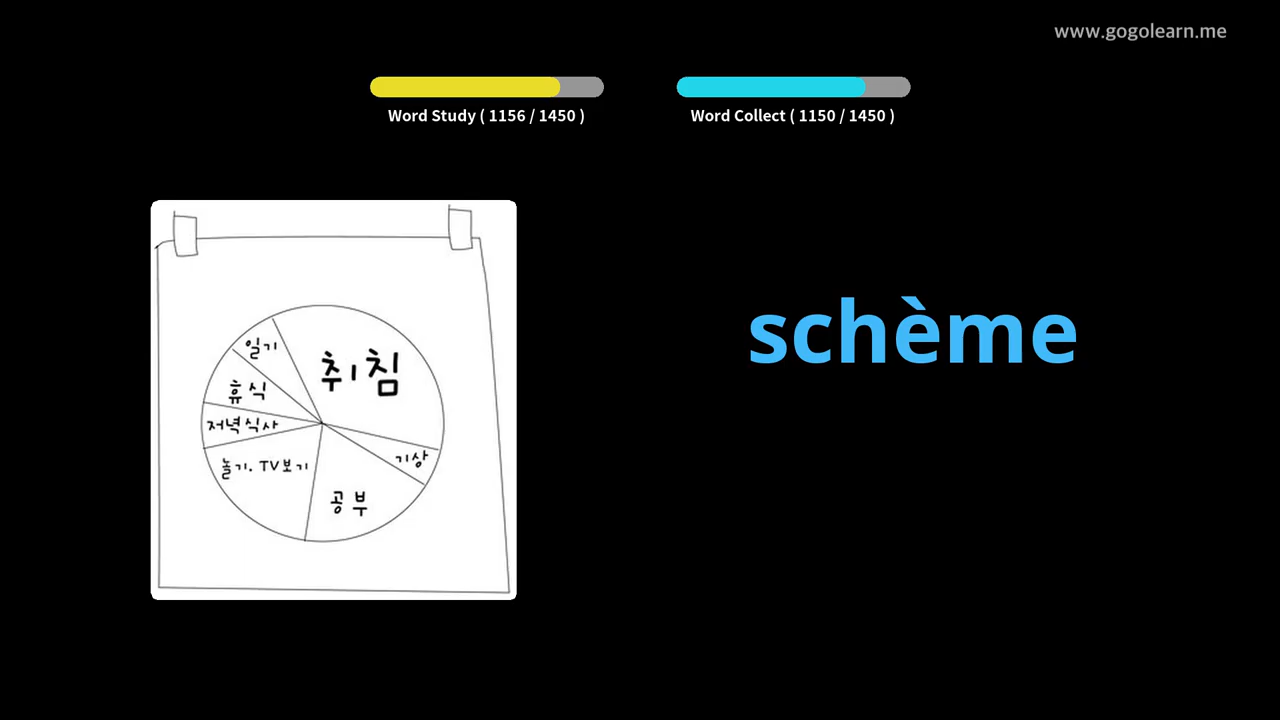 www.gogolearn.me
Word Study ( 1156 / 1450 )
Word Collect ( 1150 / 1450 )
일기
취침
휴식
저녁식사
기상
놀기. TV보기
공부
schème